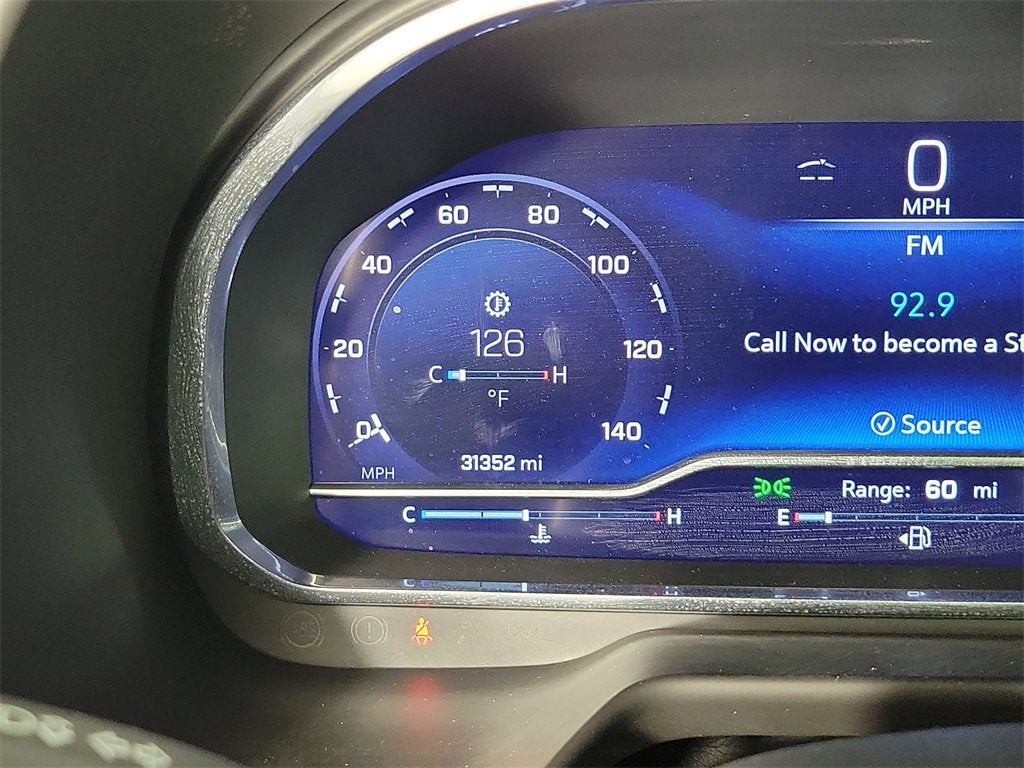 0
MPH
FM
92.9
Call Now to become a
Source
60 80
40 100
20 120
0 140
126
C H
°F
31352 mi
MPH
Range: 60 mi
C H E